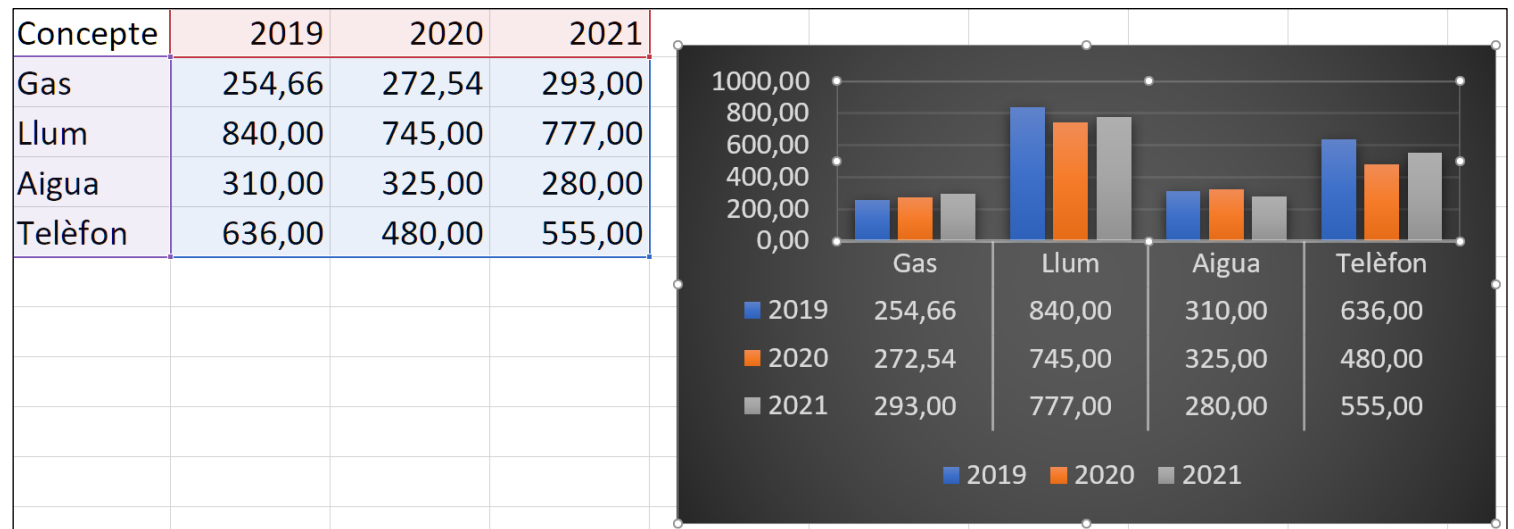 Concepte 2019 2020 2021
Gas 254,66 272,54 293,00
Llum 840,00 745,00 777,00
Aigua 310,00 325,00 280,00
Telèfon 636,00 480,00 555,00
1000,00
800,00
600,00
400,00
200,00
0,00
Gas Llum Aigua Telèfon
2019 254,66 840,00 310,00 636,00
2020 272,54 745,00 325,00 480,00
2021 293,00 777,00 280,00 555,00
2019 2020 2021